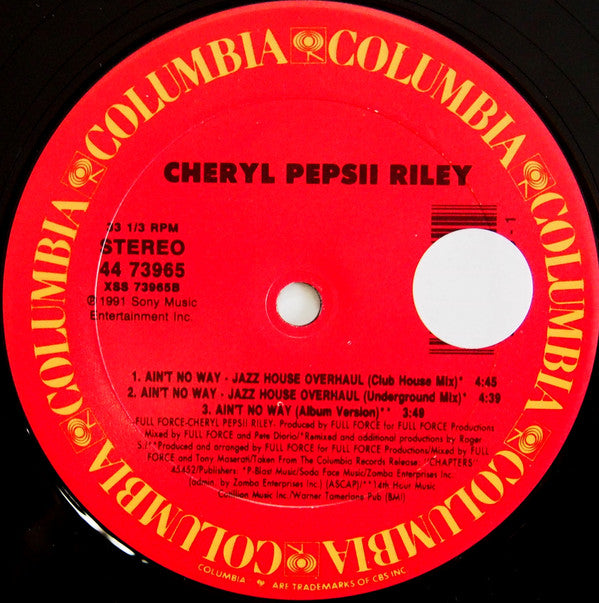 COLUMBIA COLUMBIA COLUMBIA COLUMBIA COLUMBIA COLUMBIA COLUMBIA COLUMBIA
CHERYL PEPSII RILEY
33 1/3 RPM
STEREO
44 73965
XSS 73965B
℗ 1991 Sony Music
Entertainment Inc.
1. AIN'T NO WAY - JAZZ HOUSE OVERHAUL (Club House Mix)* 4:45
2. AIN'T NO WAY - JAZZ HOUSE OVERHAUL (Underground Mix)* 4:39
3. AIN'T NO WAY (Album Version)** 3:49
FULL FORCE-CHERYL PEPSII RILEY- Produced by FULL FORCE for FULL FORCE Productions
Mixed by FULL FORCE and Pete Diorio/*Remixed and additional productions by Roger
S./**Produced and arranged by FULL FORCE for FULL FORCE Productions/Mixed by FULL
FORCE and Tony Maserati/Taken From The Columbia Records Release: "CHAPTERS"
45452/Publishers: *P-Blast Music/Soda Face Music/Zomba Enterprises Inc.
(admin. by Zomba Enterprises Inc.) (ASCAP)/**14th Hour Music
Cotillian Music Inc./Warner Tamerlane Pub (BMI)
COLUMBIA ARE TRADEMARKS OF CBS INC